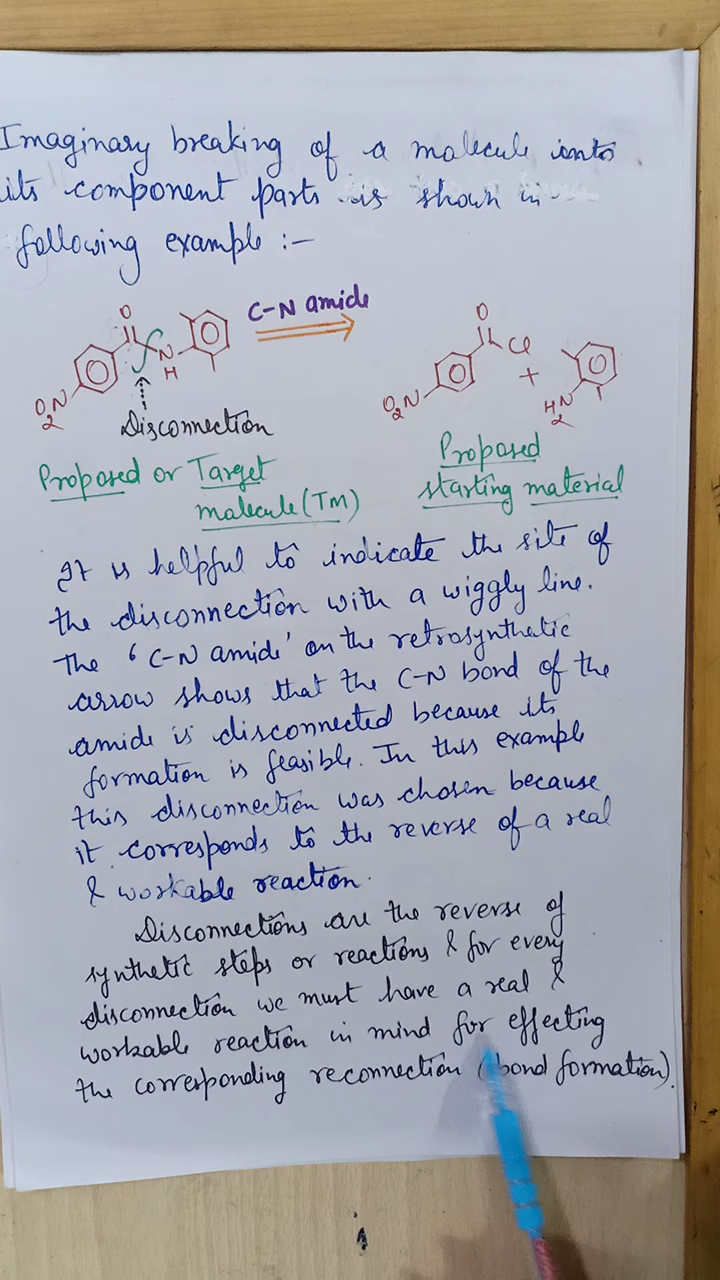 Imaginary breaking of a molecule into
its component parts is shown in
following example :-
C-N amide
O
O
N
H
Cl
+
O2N
O2N
H2N
Disconnection
Proposed or Target
molecule (TM)
Proposed
starting material
It is helpful to indicate the site of
the disconnection with a wiggly line.
The 'C-N amide' on the retrosynthetic
arrow shows that the C-N bond of the
amide is disconnected because its
formation is feasible. In this example
this disconnection was chosen because
it corresponds to the reverse of a real
& workable reaction.
Disconnections are the reverse of
synthetic steps or reactions & for every
disconnection we must have a real &
workable reaction in mind for effecting
the corresponding reconnection (bond formation).